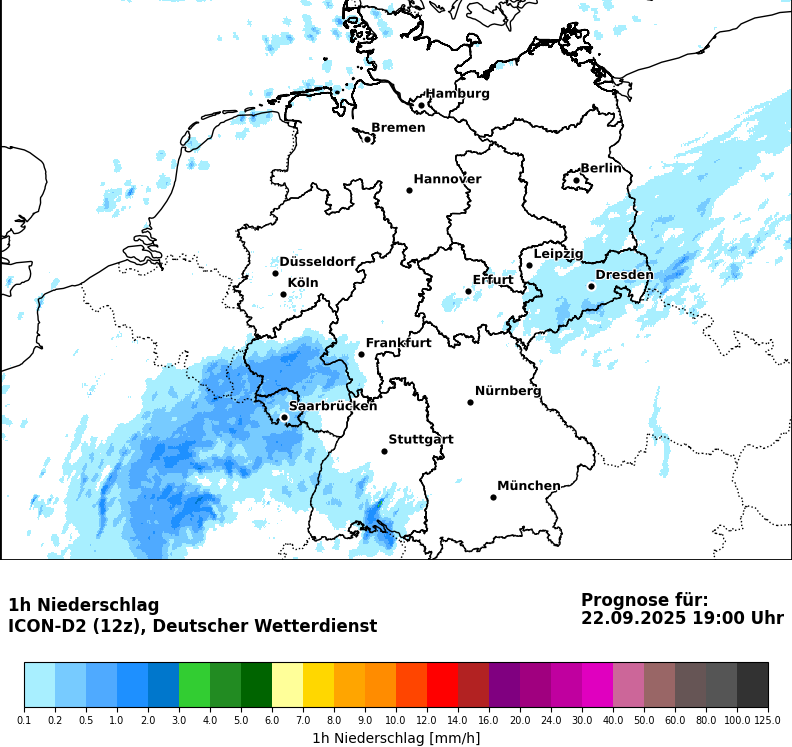 Hamburg
Bremen
Berlin
Hannover
Leipzig
Düsseldorf
Dresden
Köln
Erfurt
Frankfurt
Nürnberg
Saarbrücken
Stuttgart
München
1h Niederschlag
ICON-D2 (12z), Deutscher Wetterdienst
Prognose für:
22.09.2025 19:00 Uhr
0.1 0.2 0.5 1.0 2.0 3.0 4.0 5.0 6.0 7.0 8.0 9.0 10.0 12.0 14.0 16.0 20.0 24.0 30.0 40.0 50.0 60.0 80.0 100.0 125.0
1h Niederschlag [mm/h]